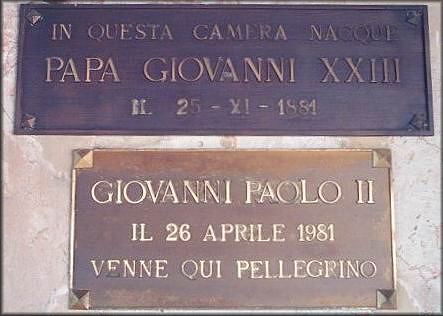 IN QUESTA CAMERA NACQUE
PAPA GIOVANNI XXIII
IL 25 - XI - 1881
GIOVANNI PAOLO II
IL 26 APRILE 1981
VENNE QUI PELLEGRINO